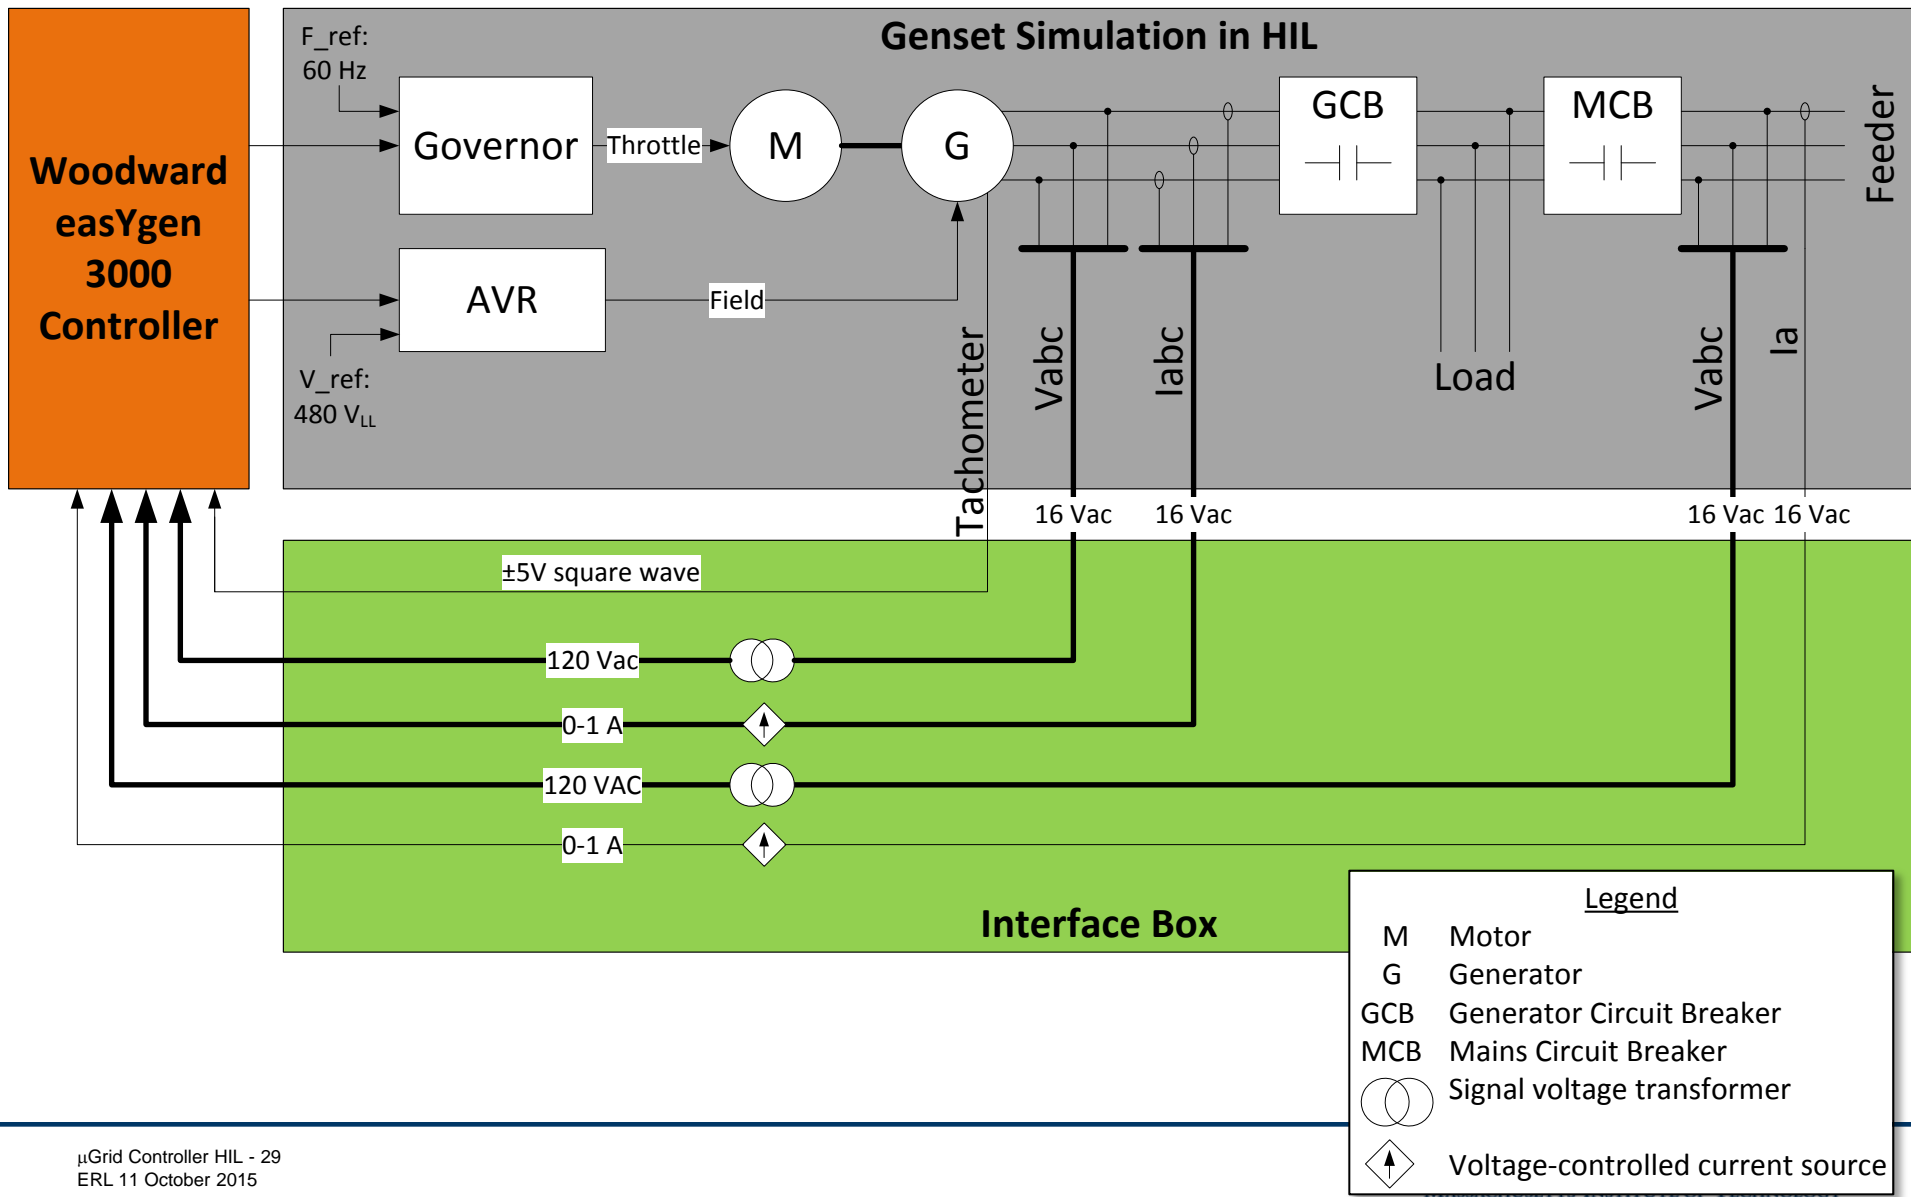 Genset Simulation in HIL
Woodward
easYgen
3000
Controller
F_ref:
60 Hz
Governor
Throttle
M
G
GCB
MCB
Feeder
AVR
Field
V_ref:
480 VLL
Tachometer
Vabc
Iabc
Load
Vabc
Ia
16 Vac
16 Vac
16 Vac
16 Vac
±5V square wave
120 Vac
0-1 A
120 VAC
0-1 A
Interface Box
Legend
M Motor
G Generator
GCB Generator Circuit Breaker
MCB Mains Circuit Breaker
Signal voltage transformer
Voltage-controlled current source
μGrid Controller HIL - 29
ERL 11 October 2015